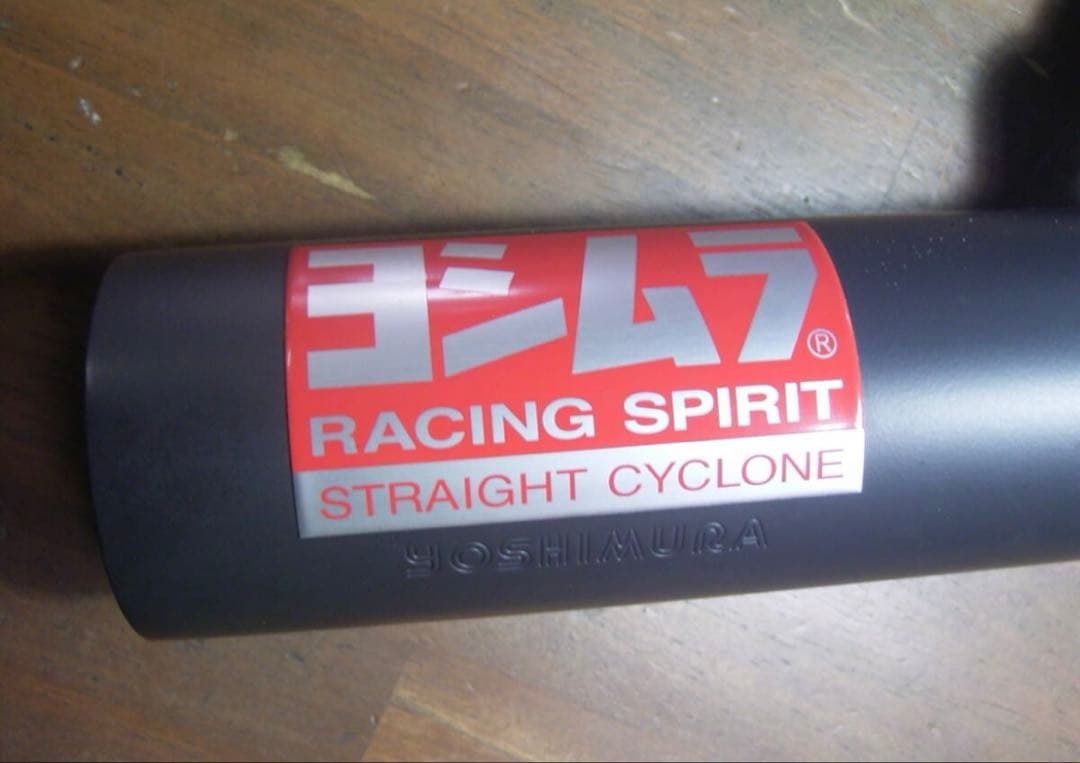 ヨシムラ®
RACING SPIRIT
STRAIGHT CYCLONE
YOSHIMURA